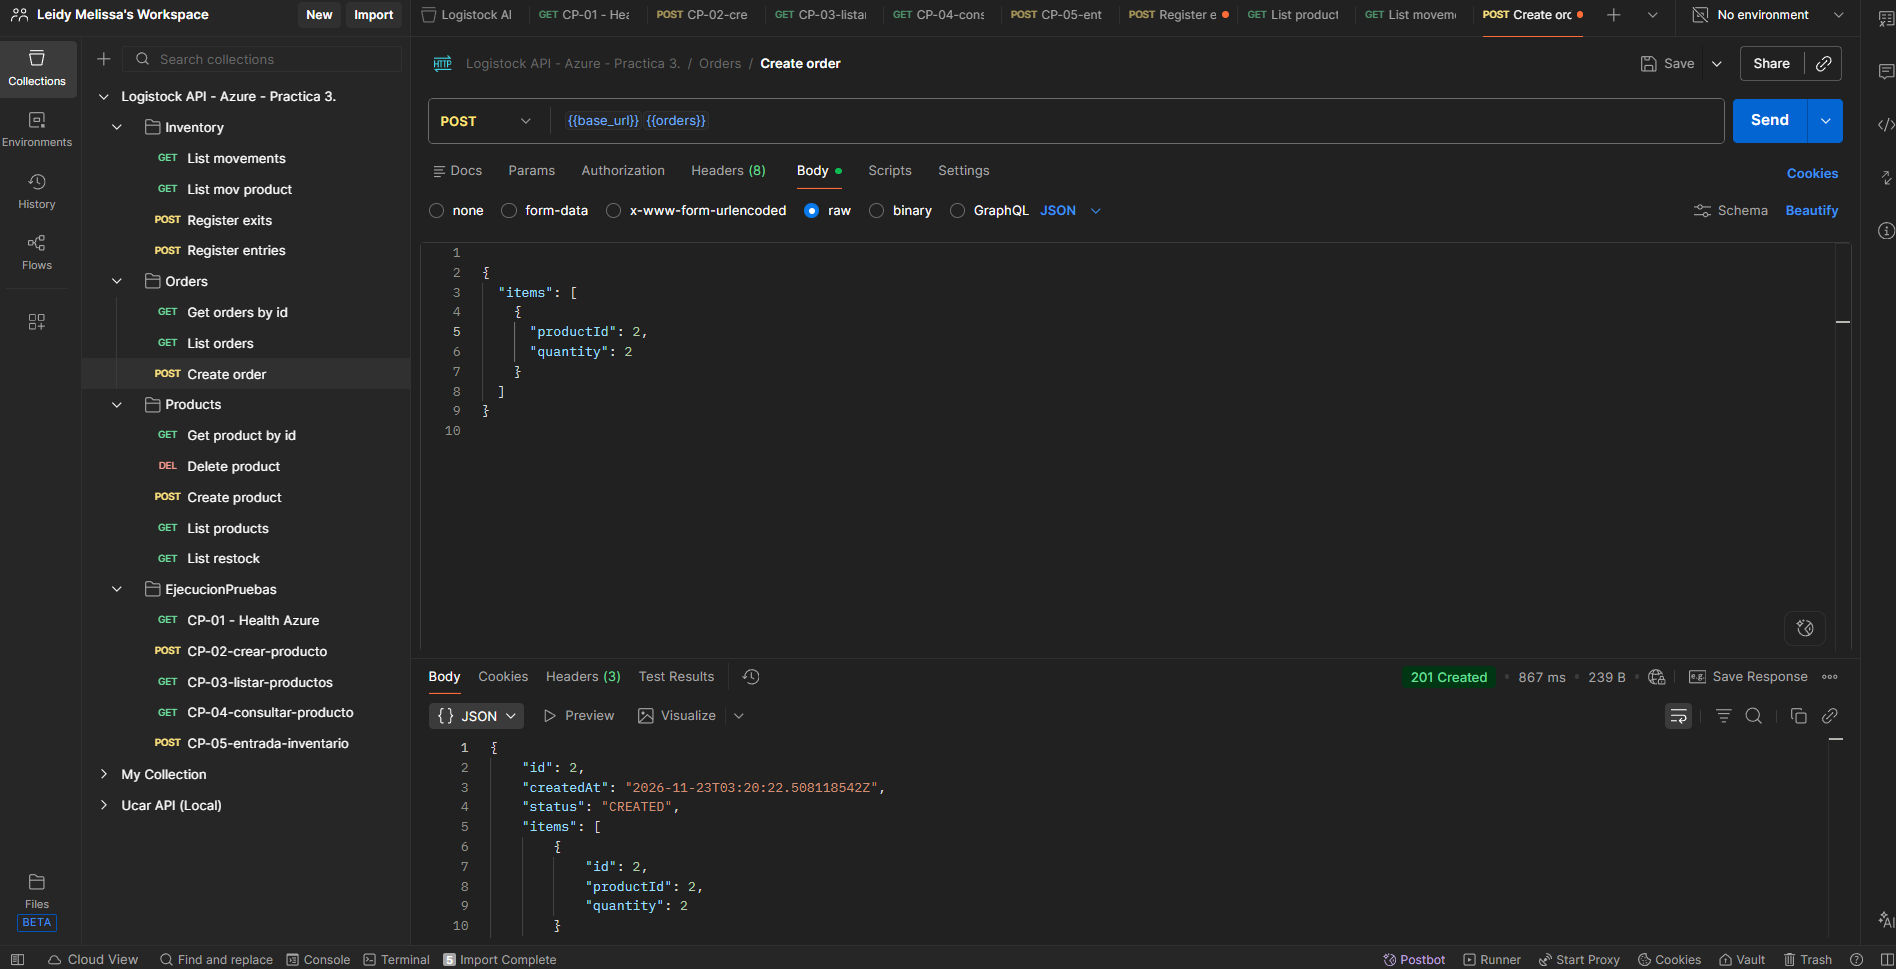 Leidy Melissa's Workspace
New
Import
Logistock AI
GET CP-01 - Hea
POST CP-02-cre
GET CP-03-lista
GET CP-04-cons
POST CP-05-ent
POST Register e
GET List product
GET List movem
POST Create orc
No environment
Collections
Environments
History
Flows
Files
BETA
Search collections
Logistock API - Azure - Practica 3.
Inventory
GET List movements
GET List mov product
POST Register exits
POST Register entries
Orders
GET Get orders by id
GET List orders
POST Create order
Products
GET Get product by id
DEL Delete product
POST Create product
GET List products
GET List restock
EjecucionPruebas
GET CP-01 - Health Azure
POST CP-02-crear-producto
GET CP-03-listar-productos
GET CP-04-consultar-producto
POST CP-05-entrada-inventario
My Collection
Ucar API (Local)
HTTP Logistock API - Azure - Practica 3. / Orders / Create order
Save
Share
POST {{base_url}} {{orders}}
Send
Docs Params Authorization Headers (8) Body Scripts Settings
Cookies
none form-data x-www-form-urlencoded raw binary GraphQL JSON
Schema Beautify
1
2 {
3 "items": [
4 {
5 "productId": 2,
6 "quantity": 2
7 }
8 ]
9 }
10
Body Cookies Headers (3) Test Results
201 Created • 867 ms • 239 B
e.g. Save Response
{} JSON Preview Visualize
1 {
2 "id": 2,
3 "createdAt": "2026-11-23T03:20:22.508118542Z",
4 "status": "CREATED",
5 "items": [
6 {
7 "id": 2,
8 "productId": 2,
9 "quantity": 2
10 }
Cloud View Find and replace Console Terminal 5 Import Complete
Postbot Runner Start Proxy Cookies Vault Trash
AI